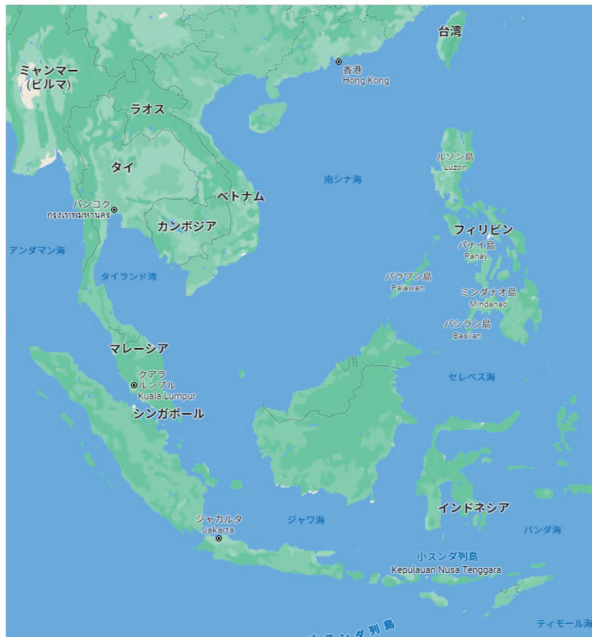 台湾
ミャンマー
(ビルマ)
香港
Hong Kong
ラオス
ルソン島
Luzon
タイ
南シナ海
ベトナム
バンコク
กรุงเทพมหานคร
カンボジア
フィリピン
パナイ島
Panay
アンダマン海
タイランド湾
パラワン島
Palawan
ミンダナオ島
Mindanao
バシラン島
Basilan
マレーシア
クアラ
ルンプル
Kuala Lumpur
セレベス海
シンガポール
インドネシア
ジャカルタ
Jakarta
ジャワ海
バンダ海
小スンダ列島
Kepulauan Nusa Tenggara
スンダ列島
ティモール海